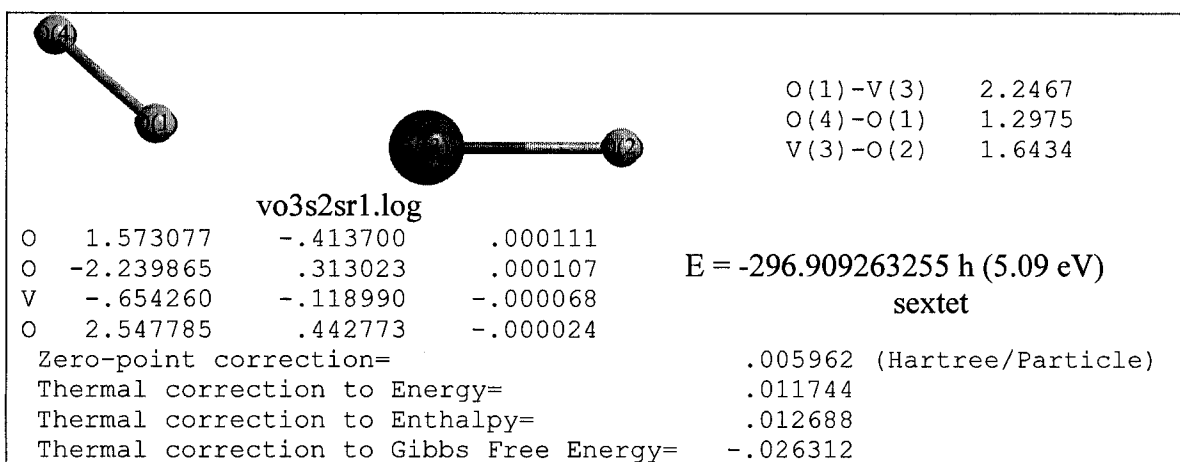 O4
O1
O2
O(1)-V(3) 2.2467
O(4)-O(1) 1.2975
V(3)-O(2) 1.6434
vo3s2sr1.log
O 1.573077 -.413700 .000111
O -2.239865 .313023 .000107
V -.654260 -.118990 -.000068
O 2.547785 .442773 -.000024
E = -296.909263255 h (5.09 eV)
sextet
Zero-point correction= .005962 (Hartree/Particle)
Thermal correction to Energy= .011744
Thermal correction to Enthalpy= .012688
Thermal correction to Gibbs Free Energy= -.026312